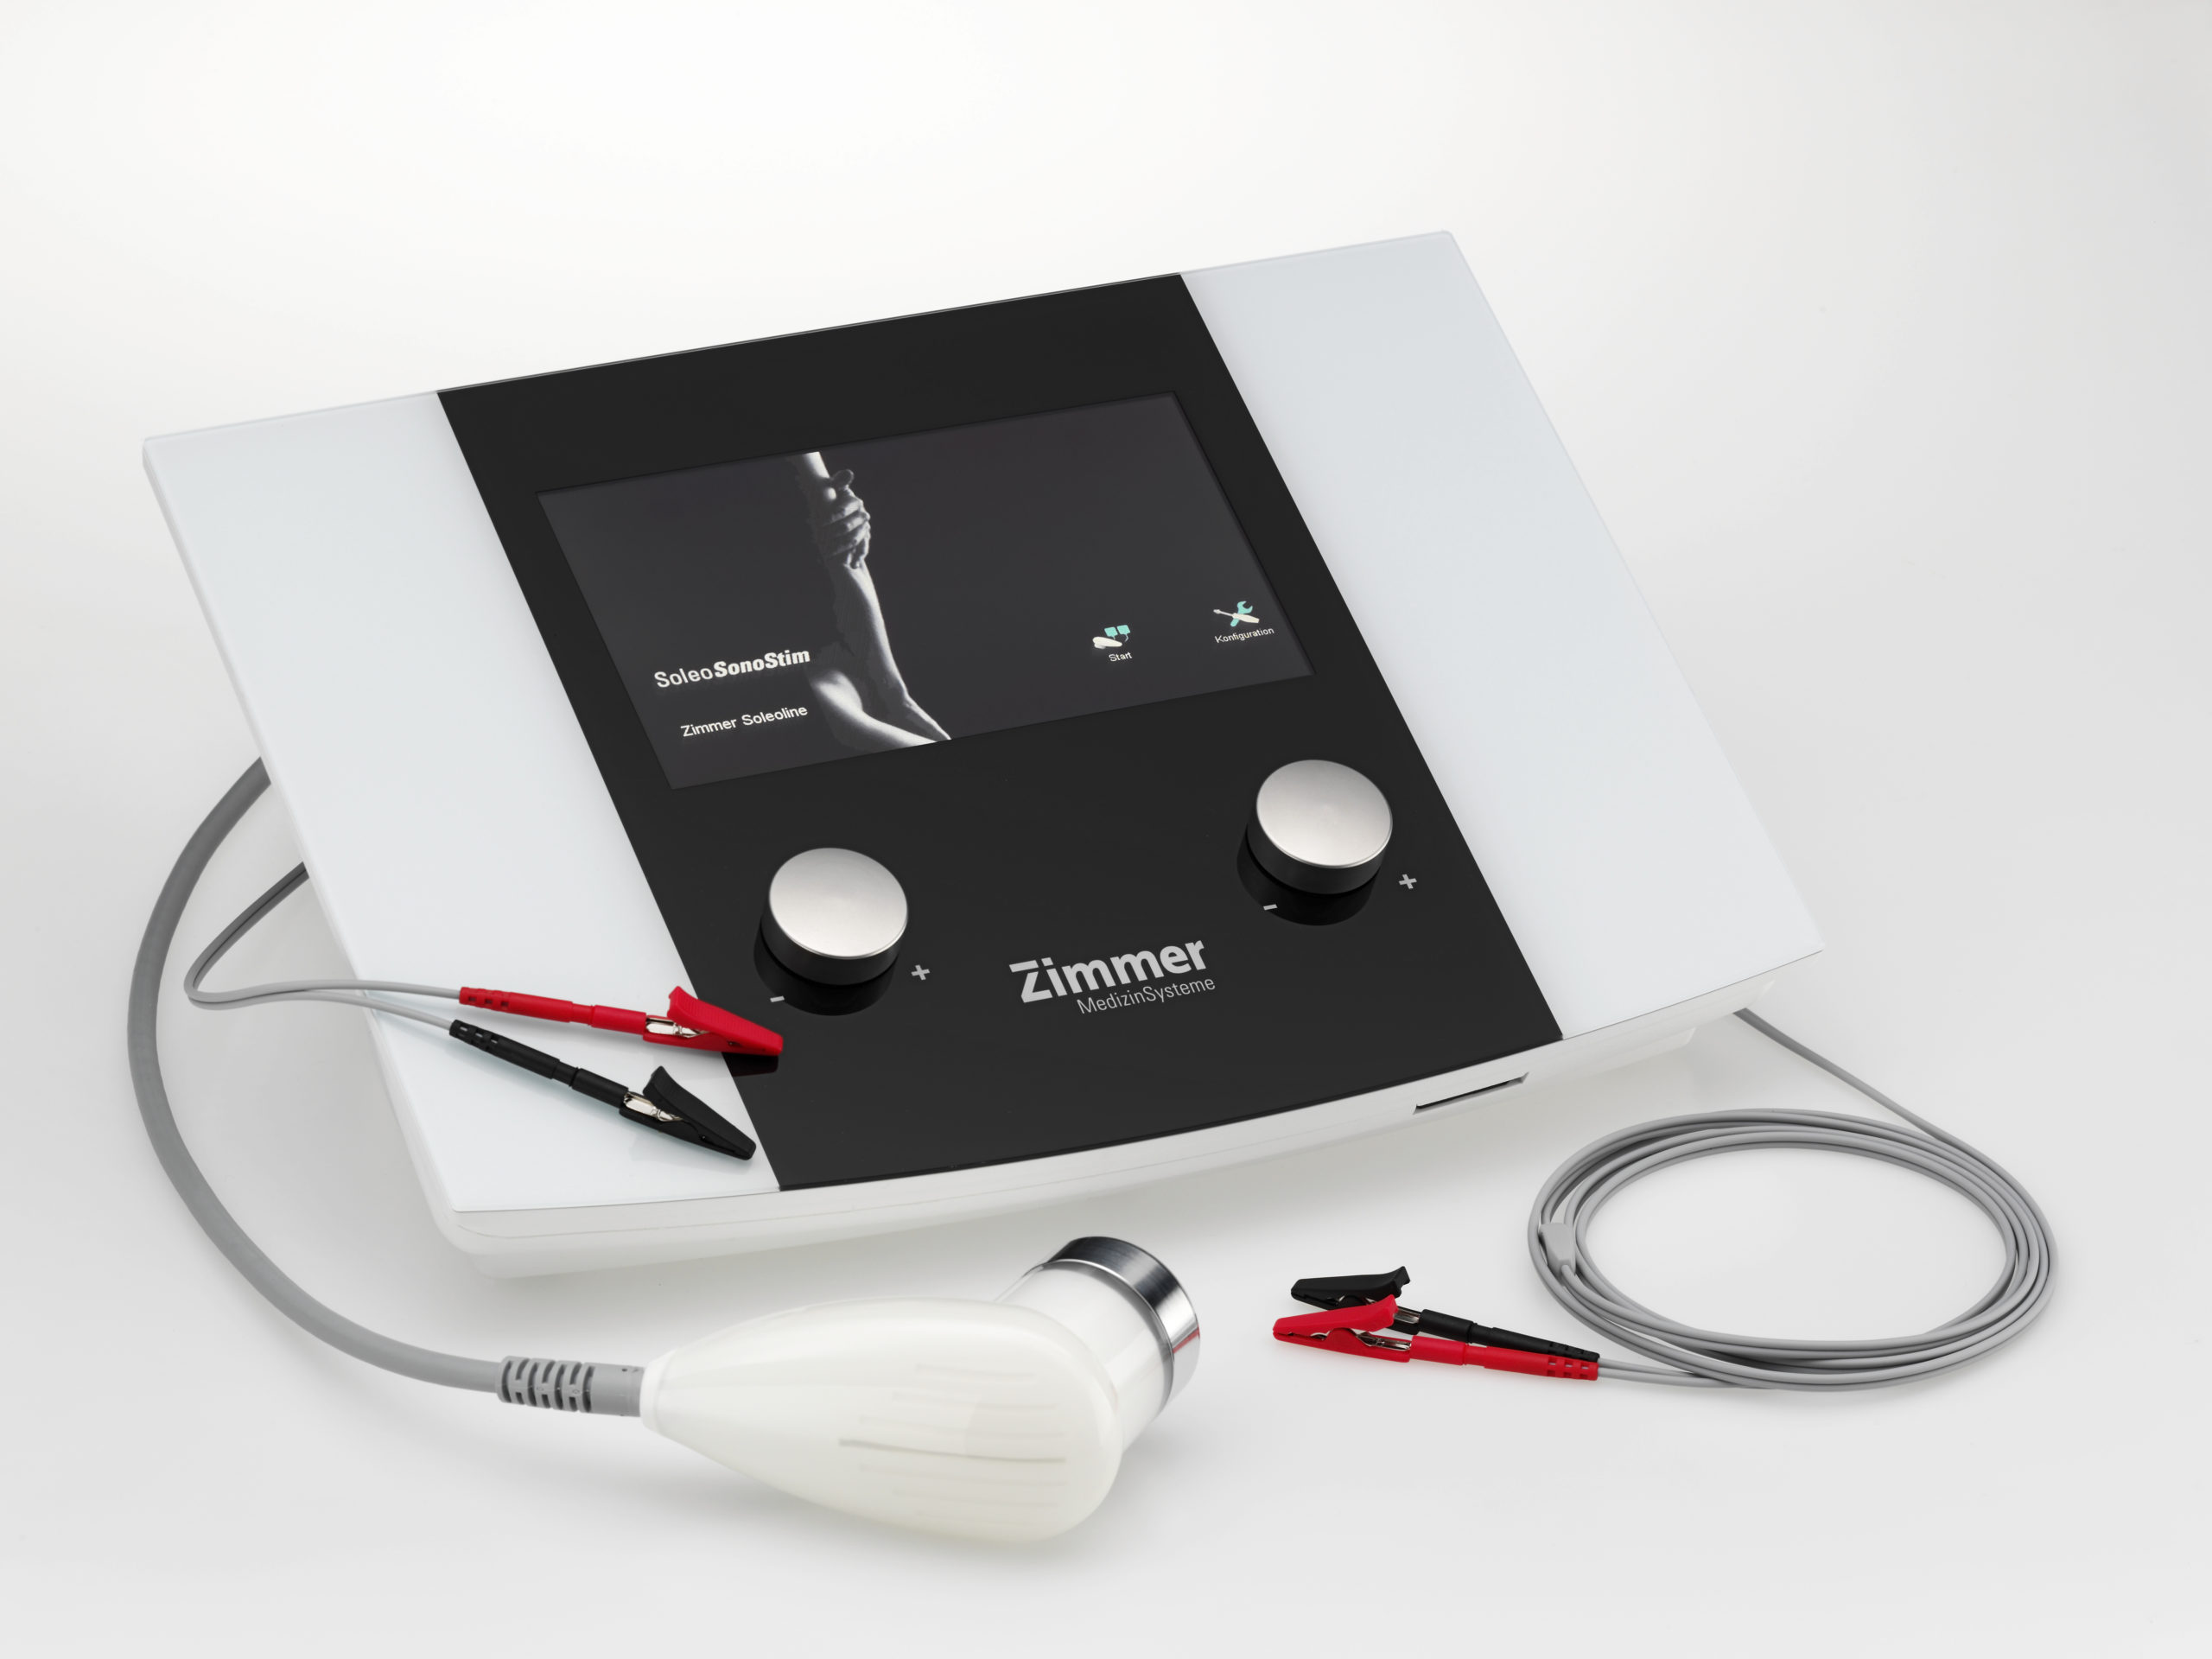 SoleoSonoStim
Zimmer Soleoline
Start
Konfiguration
- +
- +
Zimmer
MedizinSysteme